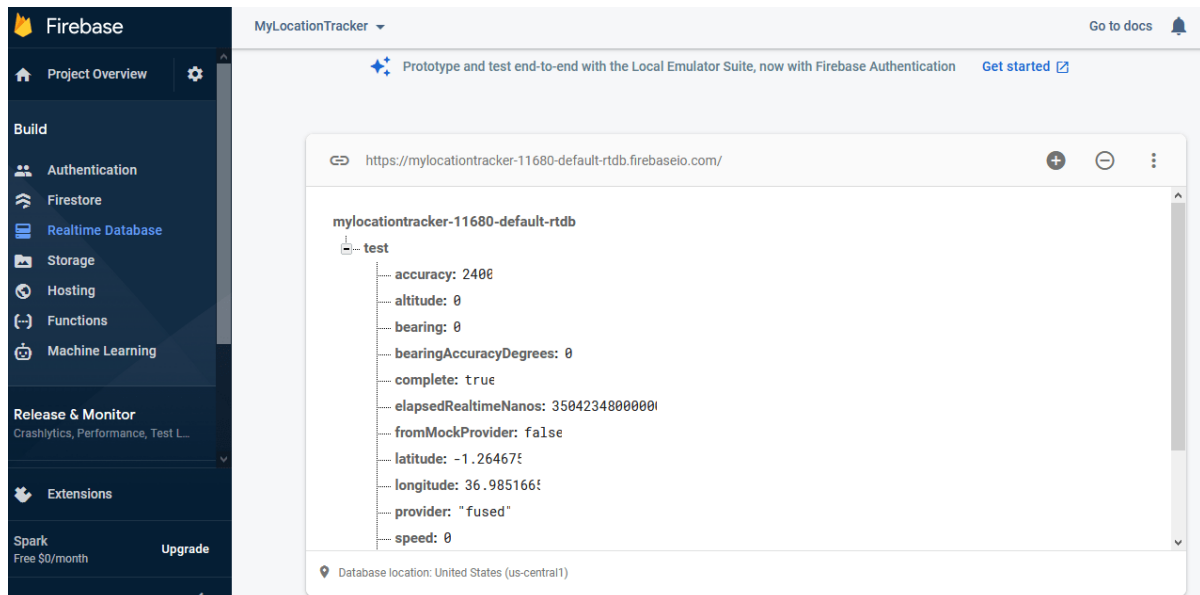 Firebase
MyLocationTracker
Go to docs
Project Overview
Prototype and test end-to-end with the Local Emulator Suite, now with Firebase Authentication
Get started
Build
Authentication
Firestore
Realtime Database
Storage
Hosting
Functions
Machine Learning
Release & Monitor
Crashlytics, Performance, Test L...
Extensions
Spark
Free $0/month
Upgrade
https://mylocationtracker-11680-default-rtdb.firebaseio.com/
mylocationtracker-11680-default-rtdb
test
accuracy: 2400
altitude: 0
bearing: 0
bearingAccuracyDegrees: 0
complete: true
elapsedRealtimeNanos: 35042348000000
fromMockProvider: false
latitude: -1.264675
longitude: 36.9851665
provider: "fused"
speed: 0
Database location: United States (us-central1)